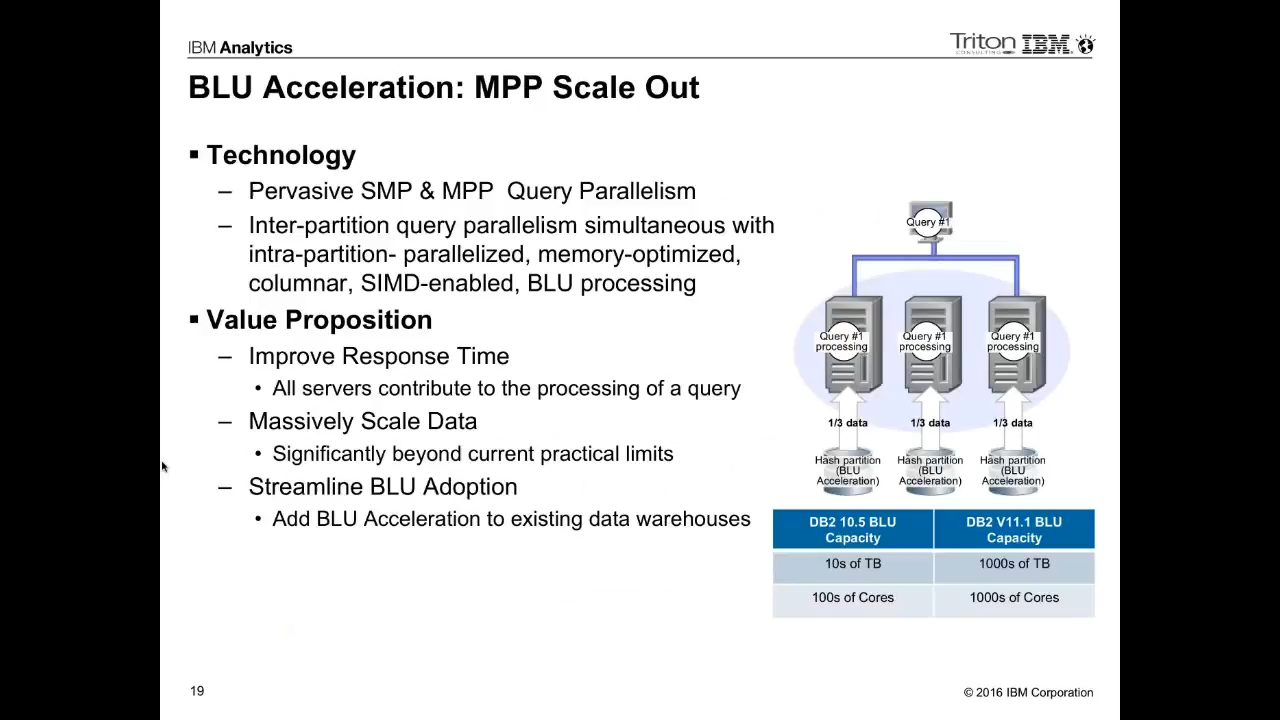 IBM Analytics
Triton
CONSULTING
IBM
BLU Acceleration: MPP Scale Out
▪ Technology
– Pervasive SMP & MPP Query Parallelism
– Inter-partition query parallelism simultaneous with
intra-partition- parallelized, memory-optimized,
columnar, SIMD-enabled, BLU processing
▪ Value Proposition
– Improve Response Time
• All servers contribute to the processing of a query
– Massively Scale Data
• Significantly beyond current practical limits
– Streamline BLU Adoption
• Add BLU Acceleration to existing data warehouses
Query #1
Query #1
processing
Query #1
processing
Query #1
processing
1/3 data
1/3 data
1/3 data
Hash partition
(BLU
Acceleration)
Hash partition
(BLU
Acceleration)
Hash partition
(BLU
Acceleration)
DB2 10.5 BLU
Capacity
DB2 V11.1 BLU
Capacity
10s of TB
1000s of TB
100s of Cores
1000s of Cores
19
© 2016 IBM Corporation